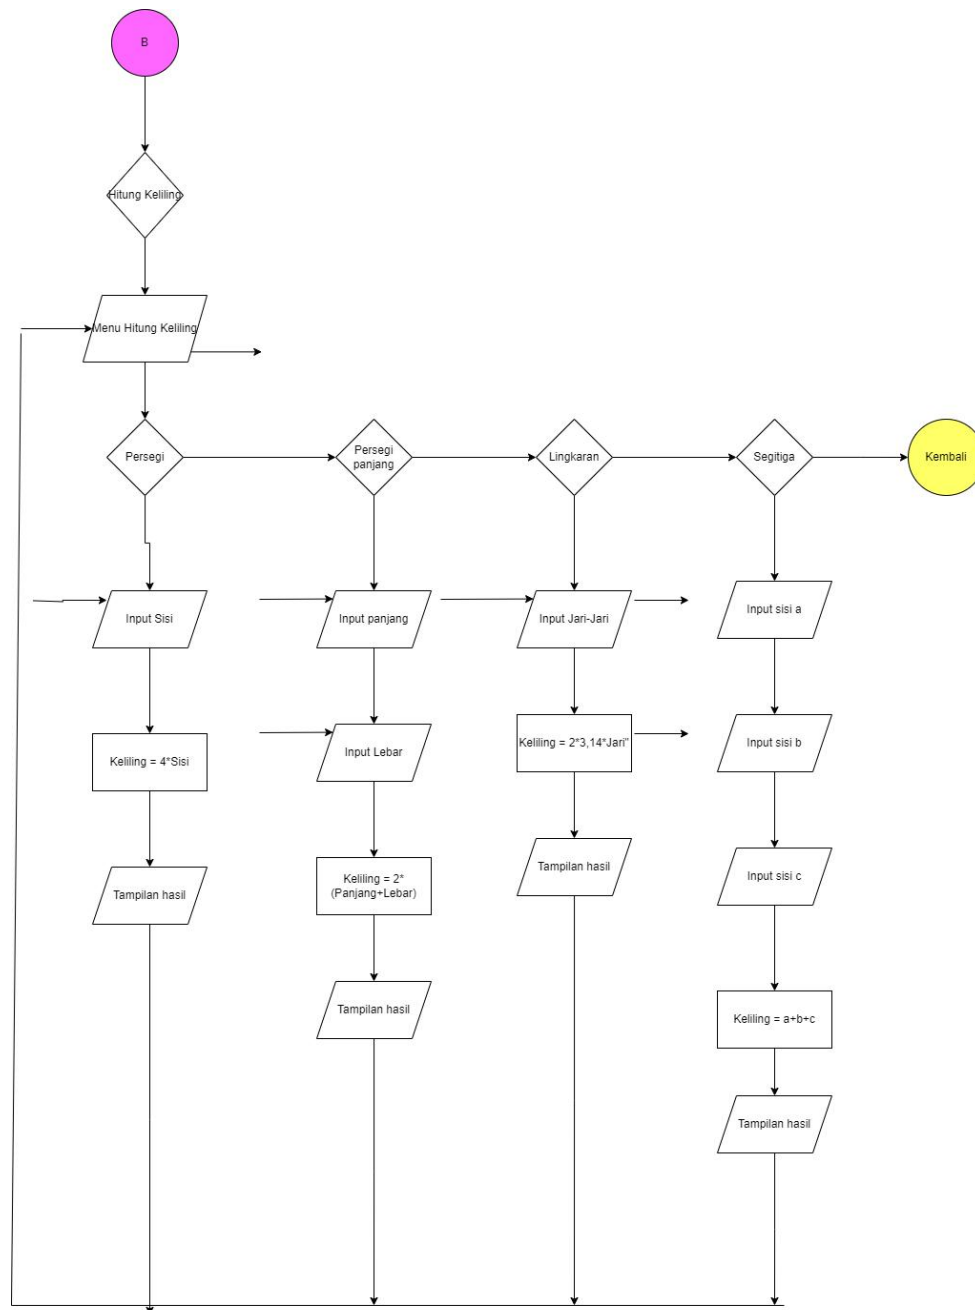 B
Hitung Keliling
Menu Hitung Keliling
Persegi
Persegi
panjang
Lingkaran
Segitiga
Kembali
Input Sisi
Keliling = 4*Sisi
Tampilan hasil
Input panjang
Input Lebar
Keliling = 2*
(Panjang+Lebar)
Tampilan hasil
Input Jari-Jari
Keliling = 2*3,14*Jari"
Tampilan hasil
Input sisi a
Input sisi b
Input sisi c
Keliling = a+b+c
Tampilan hasil